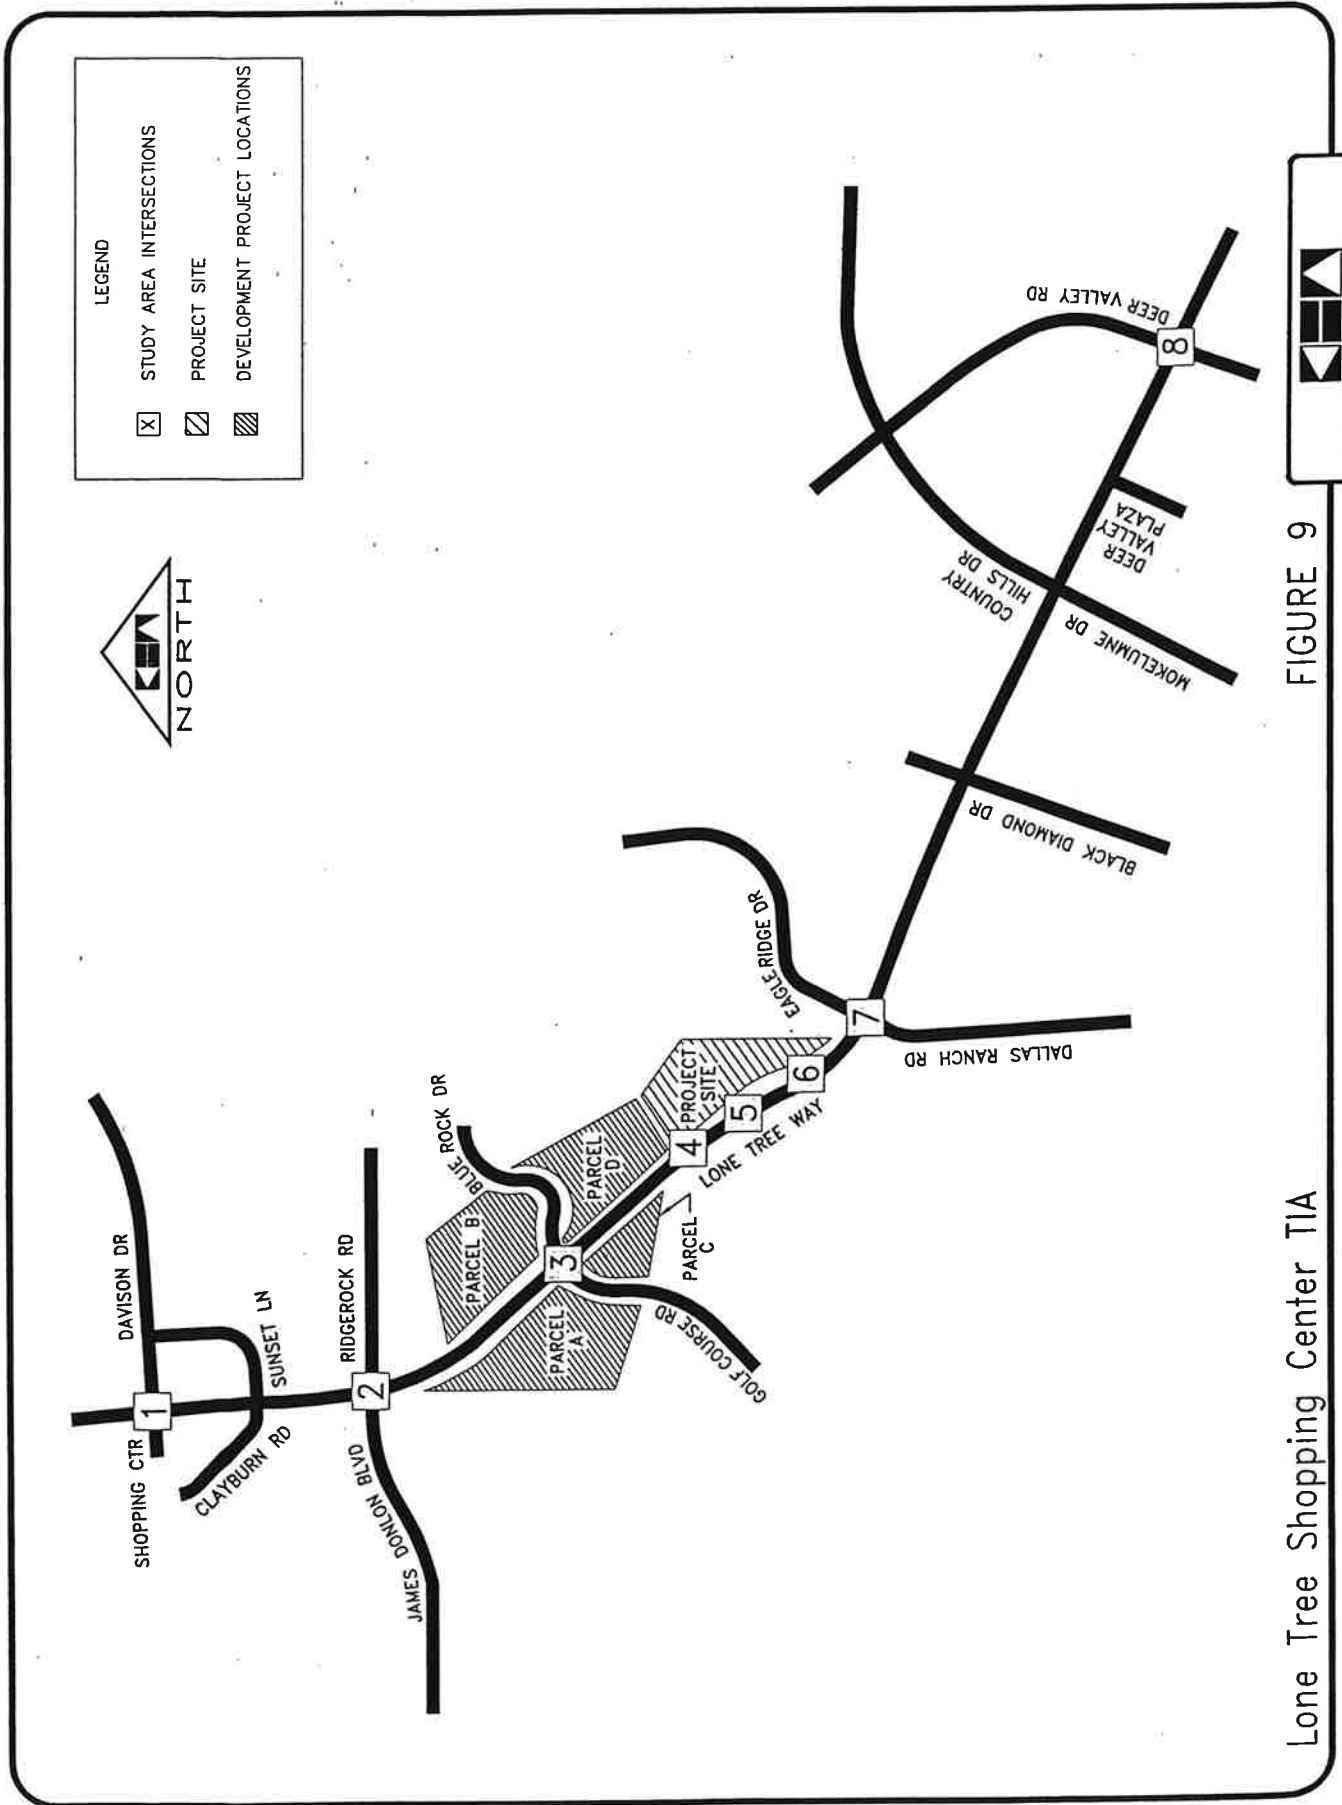 LEGEND
X STUDY AREA INTERSECTIONS
PROJECT SITE
DEVELOPMENT PROJECT LOCATIONS
NORTH
SHOPPING CTR
1
DAVISON DR
CLAYBURN RD
SUNSET LN
JAMES DONLON BLVD
2
RIDGEROCK RD
PARCEL B
BLUE ROCK DR
PARCEL
A
3
PARCEL
D
GOLF COURSE RD
PARCEL
C
PROJECT
SITE
4
5
6
LONE TREE WAY
EAGLE RIDGE DR
7
DALLAS RANCH RD
BLACK DIAMOND DR
COUNTRY
HILLS DR
MOKELUMNE DR
DEER
VALLEY
PLAZA
DEER VALLEY RD
8
Lone Tree Shopping Center TIA
FIGURE 9